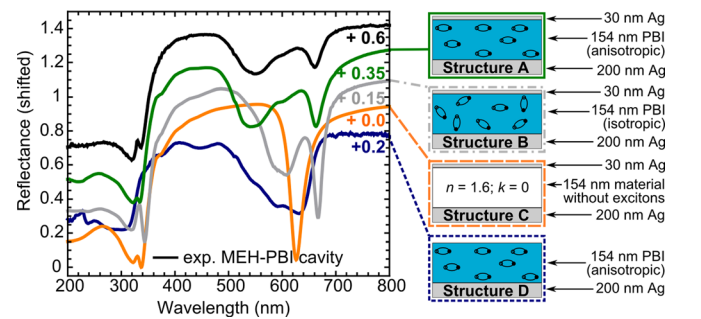 Reflectance (shifted)
1.4
1.2
1
0.8
0.6
0.4
0.2
0
+ 0.6
+ 0.35
+ 0.15
+ 0.0
+0.2
exp. MEH-PBI cavity
200 300 400 500 600 700 800
Wavelength (nm)
Structure A
30 nm Ag
154 nm PBI
(anisotropic)
200 nm Ag
Structure B
30 nm Ag
154 nm PBI
(isotropic)
200 nm Ag
n = 1.6; k = 0
Structure C
30 nm Ag
154 nm material
without excitons
200 nm Ag
Structure D
154 nm PBI
(anisotropic)
200 nm Ag